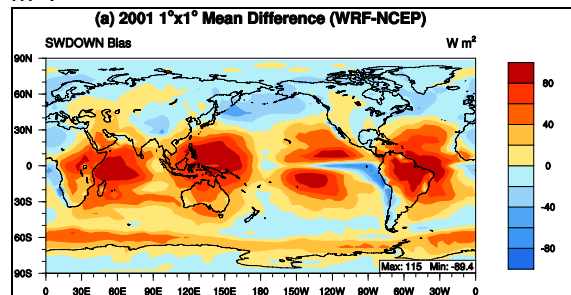 (a) 2001 1°x1° Mean Difference (WRF-NCEP)
SWDOWN Bias W m²
90N
60N
30N
0
30S
60S
90S
0 30E 60E 90E 120E 150E 180 150W 120W 90W 60W 30W 0
Max: 115 Min: -89.4
80
40
0
-40
-80